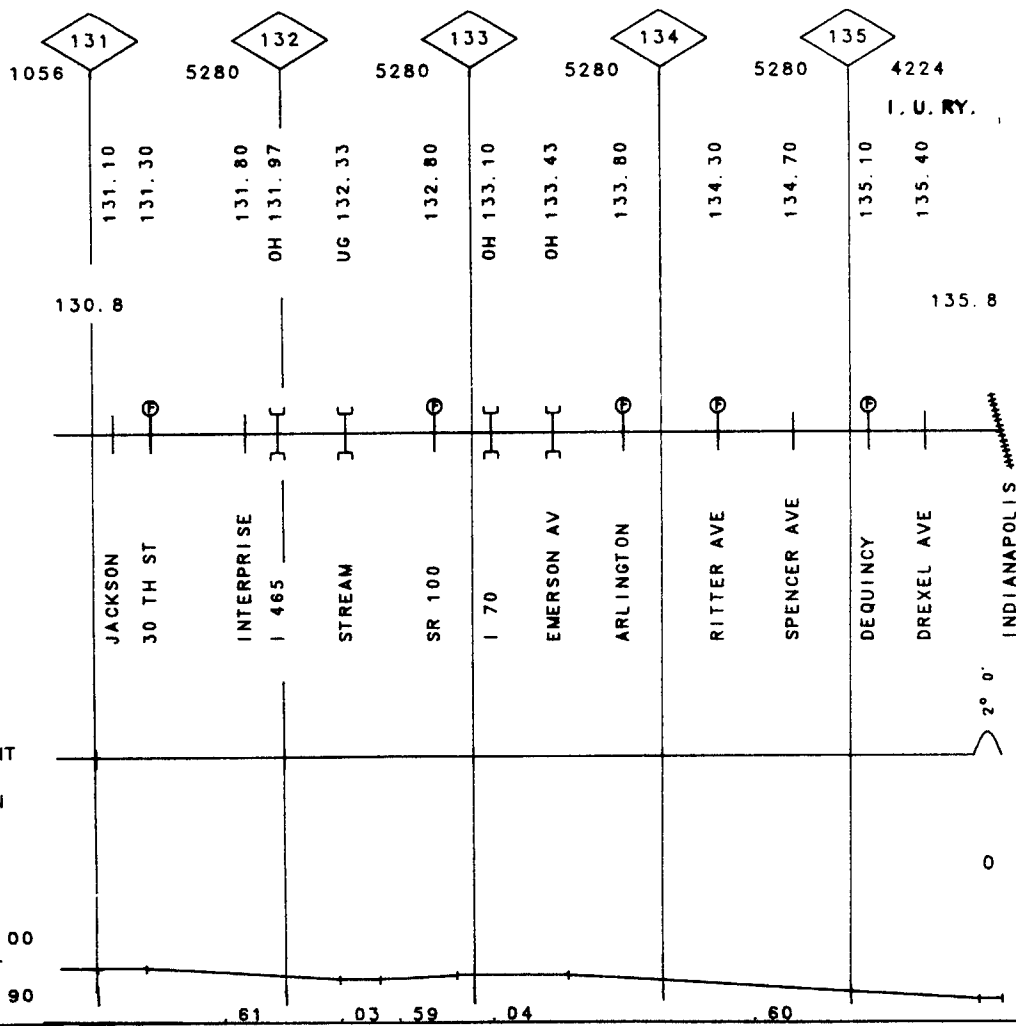 131 132 133 134 135
1056 5280 5280 5280 5280 4224
I. U. RY.
131.10
131.30
131.80
OH 131.97
UG 132.33
132.80
OH 133.10
OH 133.43
133.80
134.30
134.70
135.10
135.40
130.8 135.8
F F F F F
JACKSON
30 TH ST
INTERPRISE
I 465
STREAM
SR 100
I 70
EMERSON AV
ARLINGTON
RITTER AVE
SPENCER AVE
DEQUINCY
DREXEL AVE
INDIANAPOLIS
2° 0'
NT
N
0
00
90
.61 .03 .59 .04 .60